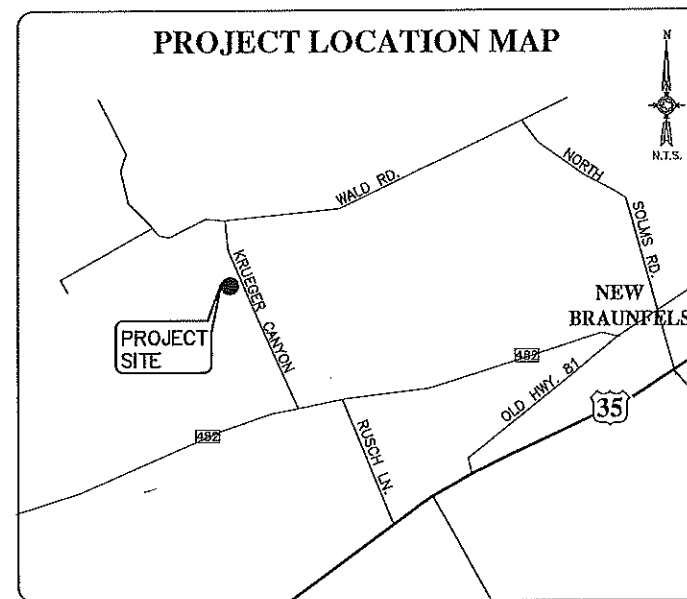 PROJECT LOCATION MAP
N
N.T.S.
WALD RD.
NORTH
SOLMS RD.
KRUEGER CANYON
PROJECT
SITE
NEW
BRAUNFELS
482
OLD HWY. 81
35
482
RUSCH LN.